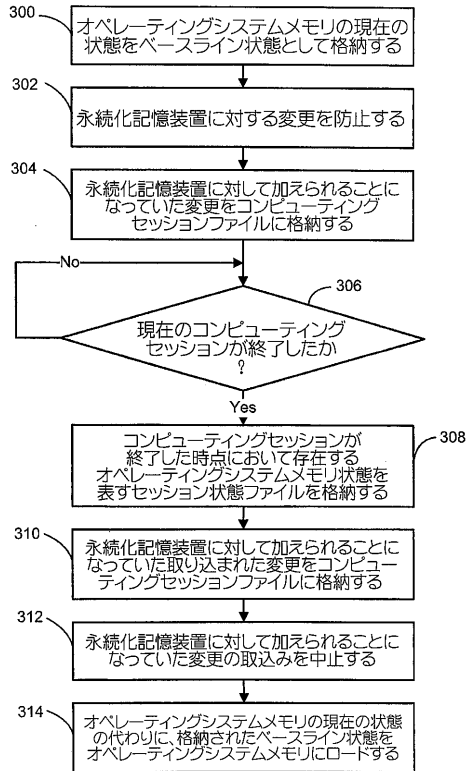 300
オペレーティングシステムメモリの現在の
状態をベースライン状態として格納する
302
永続化記憶装置に対する変更を防止する
304
永続化記憶装置に対して加えられることに
なっていた変更をコンピューティング
セッションファイルに格納する
No
306
現在のコンピューティング
セッションが終了したか
?
Yes
308
コンピューティングセッションが
終了した時点において存在する
オペレーティングシステムメモリ状態を
表すセッション状態ファイルを格納する
310
永続化記憶装置に対して加えられることに
なっていた取り込まれた変更をコンピュー
ティングセッションファイルに格納する
312
永続化記憶装置に対して加えられることに
なっていた変更の取込みを中止する
314
オペレーティングシステムメモリの現在の状態
の代わりに、格納されたベースライン状態を
オペレーティングシステムメモリにロードする